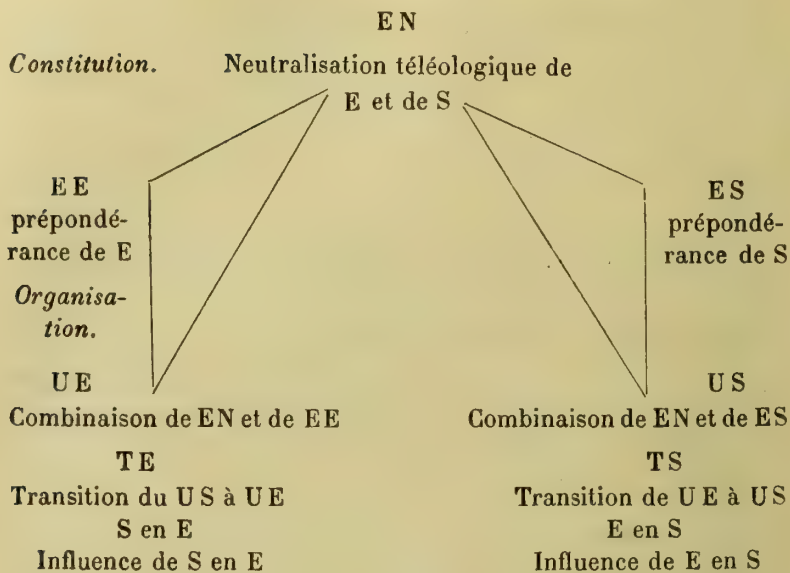 EN
Constitution. Neutralisation téléologique de
E et de S
EE
prépondé-
rance de E
Organisa-
tion.
ES
prépondé-
rance de S
UE
Combinaison de EN et de EE
US
Combinaison de EN et de ES
TE
Transition du US à UE
S en E
Influence de S en E
TS
Transition de UE à US
E en S
Influence de E en S